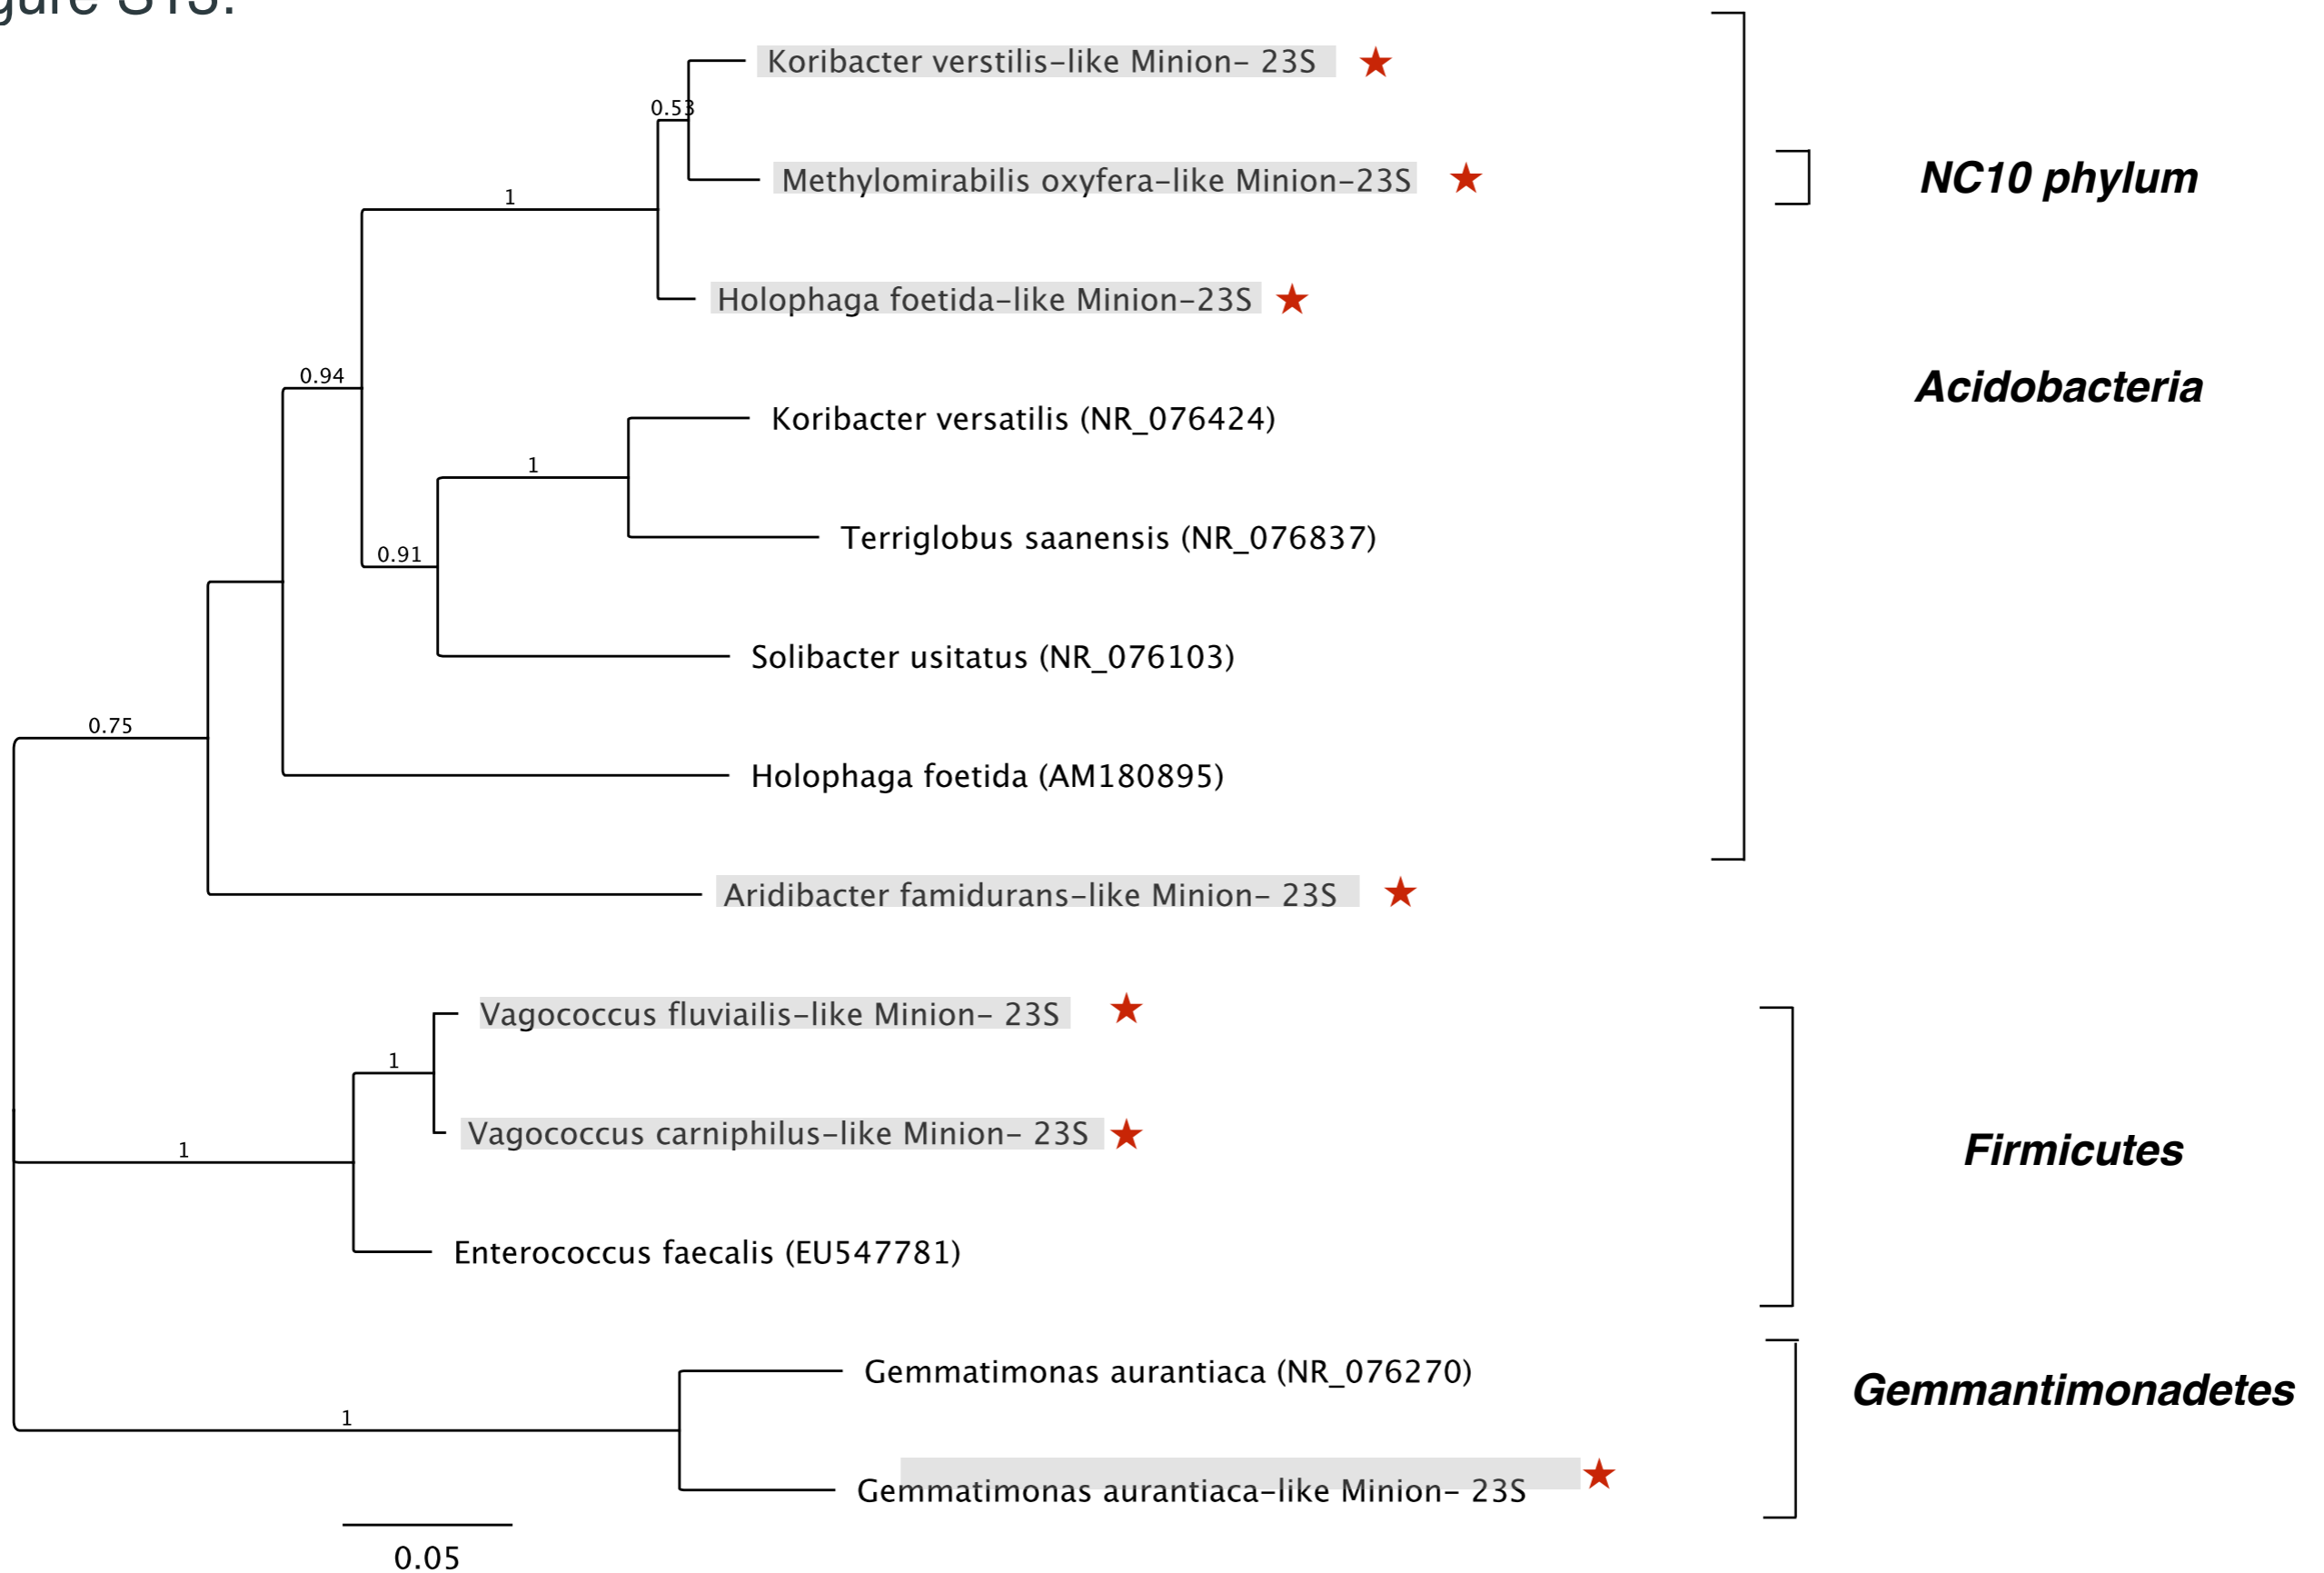 gure S13.
Koribacter verstilis-like Minion- 23S
0.53
Methylomirabilis oxyfera-like Minion-23S
NC10 phylum
1
Holophaga foetida-like Minion-23S
0.94
Acidobacteria
Koribacter versatilis (NR_076424)
1
Terriglobus saanensis (NR_076837)
0.91
Solibacter usitatus (NR_076103)
0.75
Holophaga foetida (AM180895)
Aridibacter famidurans-like Minion- 23S
Vagococcus fluviailis-like Minion- 23S
1
Vagococcus carniphilus-like Minion- 23S
1
Firmicutes
Enterococcus faecalis (EU547781)
Gemmatimonas aurantiaca (NR_076270)
Gemmantimonadetes
1
Gemmatimonas aurantiaca-like Minion- 23S
0.05